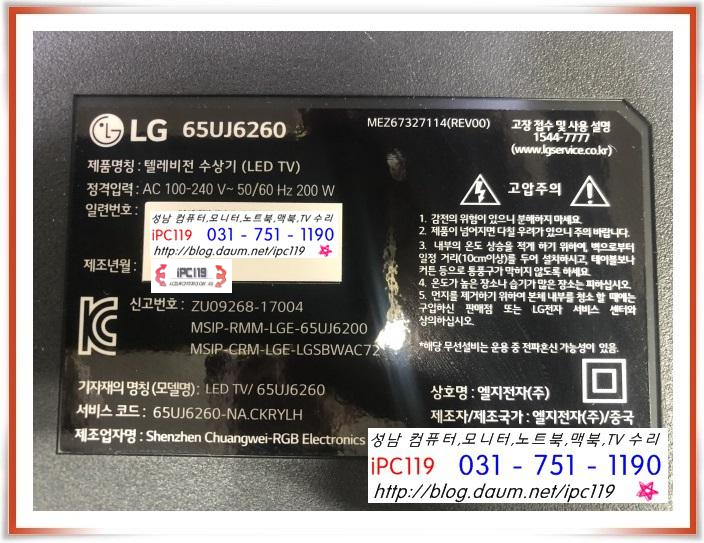 LG 65UJ6260
MEZ67327114(REV00)
고장 접수 및 사용 설명
1544-7777
(www.lgservice.co.kr)
제품명칭 : 텔레비전 수상기 (LED TV)
정격입력 : AC 100-240 V~ 50/60 Hz 200 W
일련번호 :
성남 컴퓨터,모니터,노트북,맥북,TV 수리
iPC119 031 - 751 - 1190
http://blog.daum.net/ipc119
제조년월 :
iPC119
고압주의
1. 감전의 위험이 있으니 분해하지 마세요.
2. 제품이 넘어지면 다칠 우려가 있으니 주의 바랍니다.
3. 내부의 온도 상승을 적게 하기 위하여, 벽으로부터
일정 거리(10cm이상)를 두어 설치하시고, 테이블보나
커튼 등으로 통풍구가 막히지 않도록 하세요.
4. 온도가 높은 장소나 습기가 많은 장소는 피하십시오.
5. 먼지를 제거하기 위하여 본체 내부를 청소 할 때에는
구입하신 판매점 또는 LG전자 서비스 센터와
상의하십시오.
*해당 무선설비는 운용 중 전파혼신 가능성이 있음.
신고번호 : ZU09268-17004
MSIP-RMM-LGE-65UJ6200
MSIP-CRM-LGE-LGSBWAC72
기자재의 명칭(모델명): LED TV/ 65UJ6260
서비스 코드 : 65UJ6260-NA.CKRYLH
제조업자명 : Shenzhen Chuangwei-RGB Electronics
상호명 : 엘지전자(주)
제조자/제조국가 : 엘지전자(주)/중국
성남 컴퓨터,모니터,노트북,맥북,TV 수리
iPC119 031 - 751 - 1190
http://blog.daum.net/ipc119